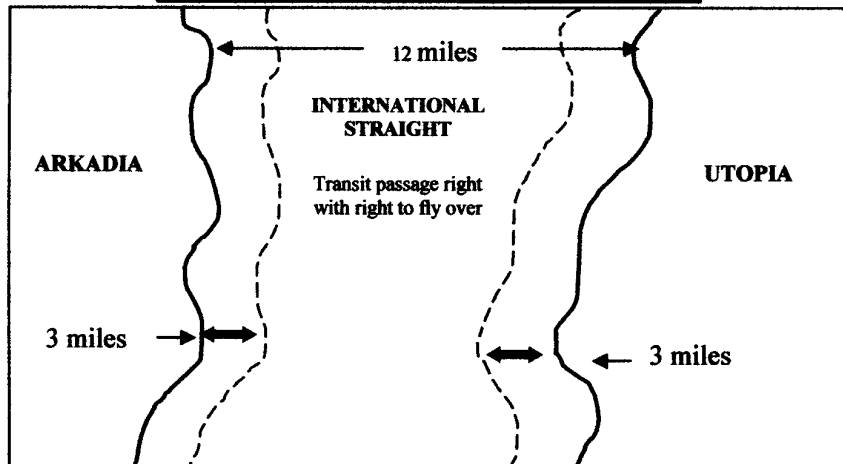 12 miles
INTERNATIONAL
STRAIGHT
ARKADIA
UTOPIA
Transit passage right
with right to fly over
3 miles
3 miles